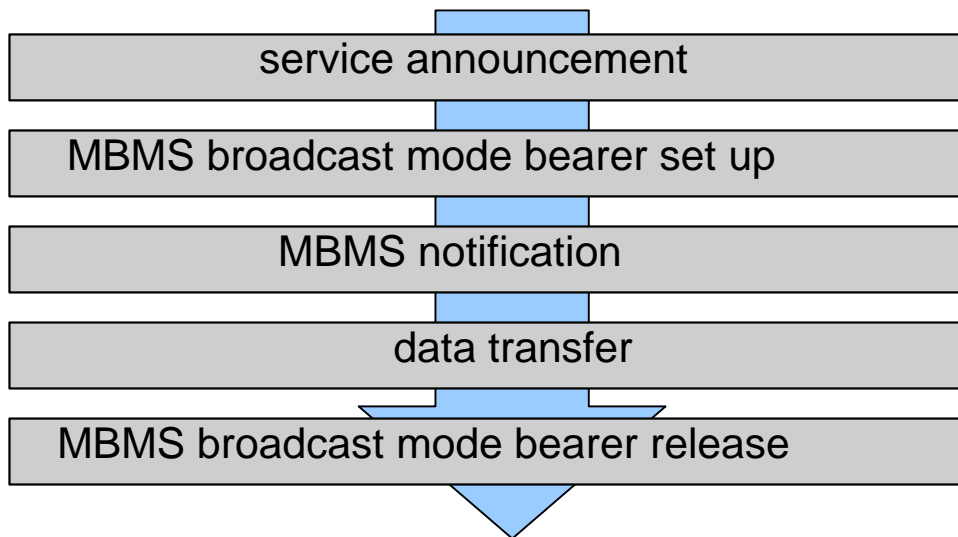 service announcement
MBMS broadcast mode bearer set up
MBMS notification
data transfer
MBMS broadcast mode bearer release